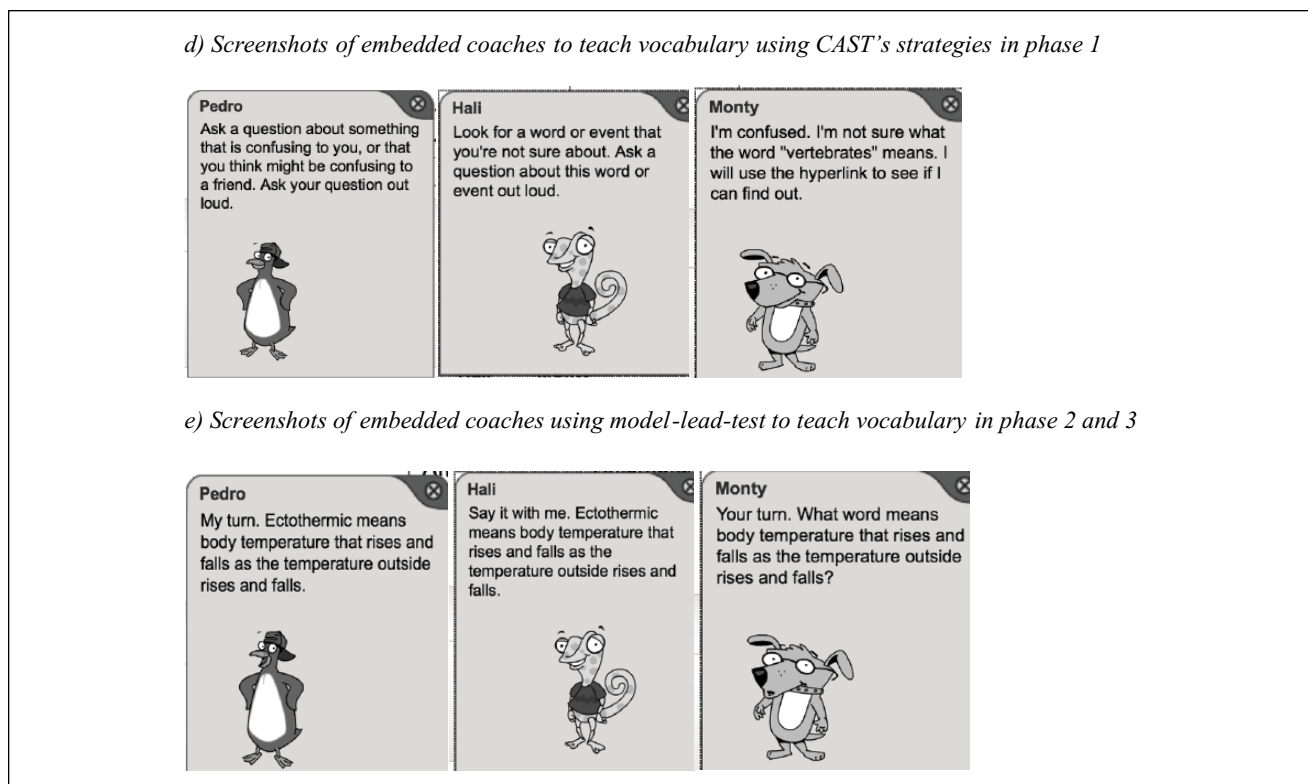 d) Screenshots of embedded coaches to teach vocabulary using CAST's strategies in phase 1
Pedro
Ask a question about something
that is confusing to you, or that
you think might be confusing to
a friend. Ask your question out
loud.
Hali
Look for a word or event that
you're not sure about. Ask a
question about this word or
event out loud.
Monty
I'm confused. I'm not sure what
the word "vertebrates" means. I
will use the hyperlink to see if I
can find out.
e) Screenshots of embedded coaches using model-lead-test to teach vocabulary in phase 2 and 3
Pedro
My turn. Ectothermic means
body temperature that rises and
falls as the temperature outside
rises and falls.
Hali
Say it with me. Ectothermic
means body temperature that
rises and falls as the
temperature outside rises and
falls.
Monty
Your turn. What word means
body temperature that rises and
falls as the temperature outside
rises and falls?